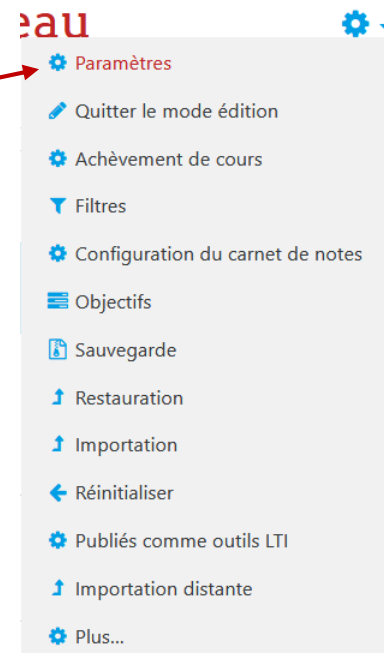 eau
Paramètres
Quitter le mode édition
Achèvement de cours
Filtres
Configuration du carnet de notes
Objectifs
Sauvegarde
Restauration
Importation
Réinitialiser
Publiés comme outils LTI
Importation distante
Plus...